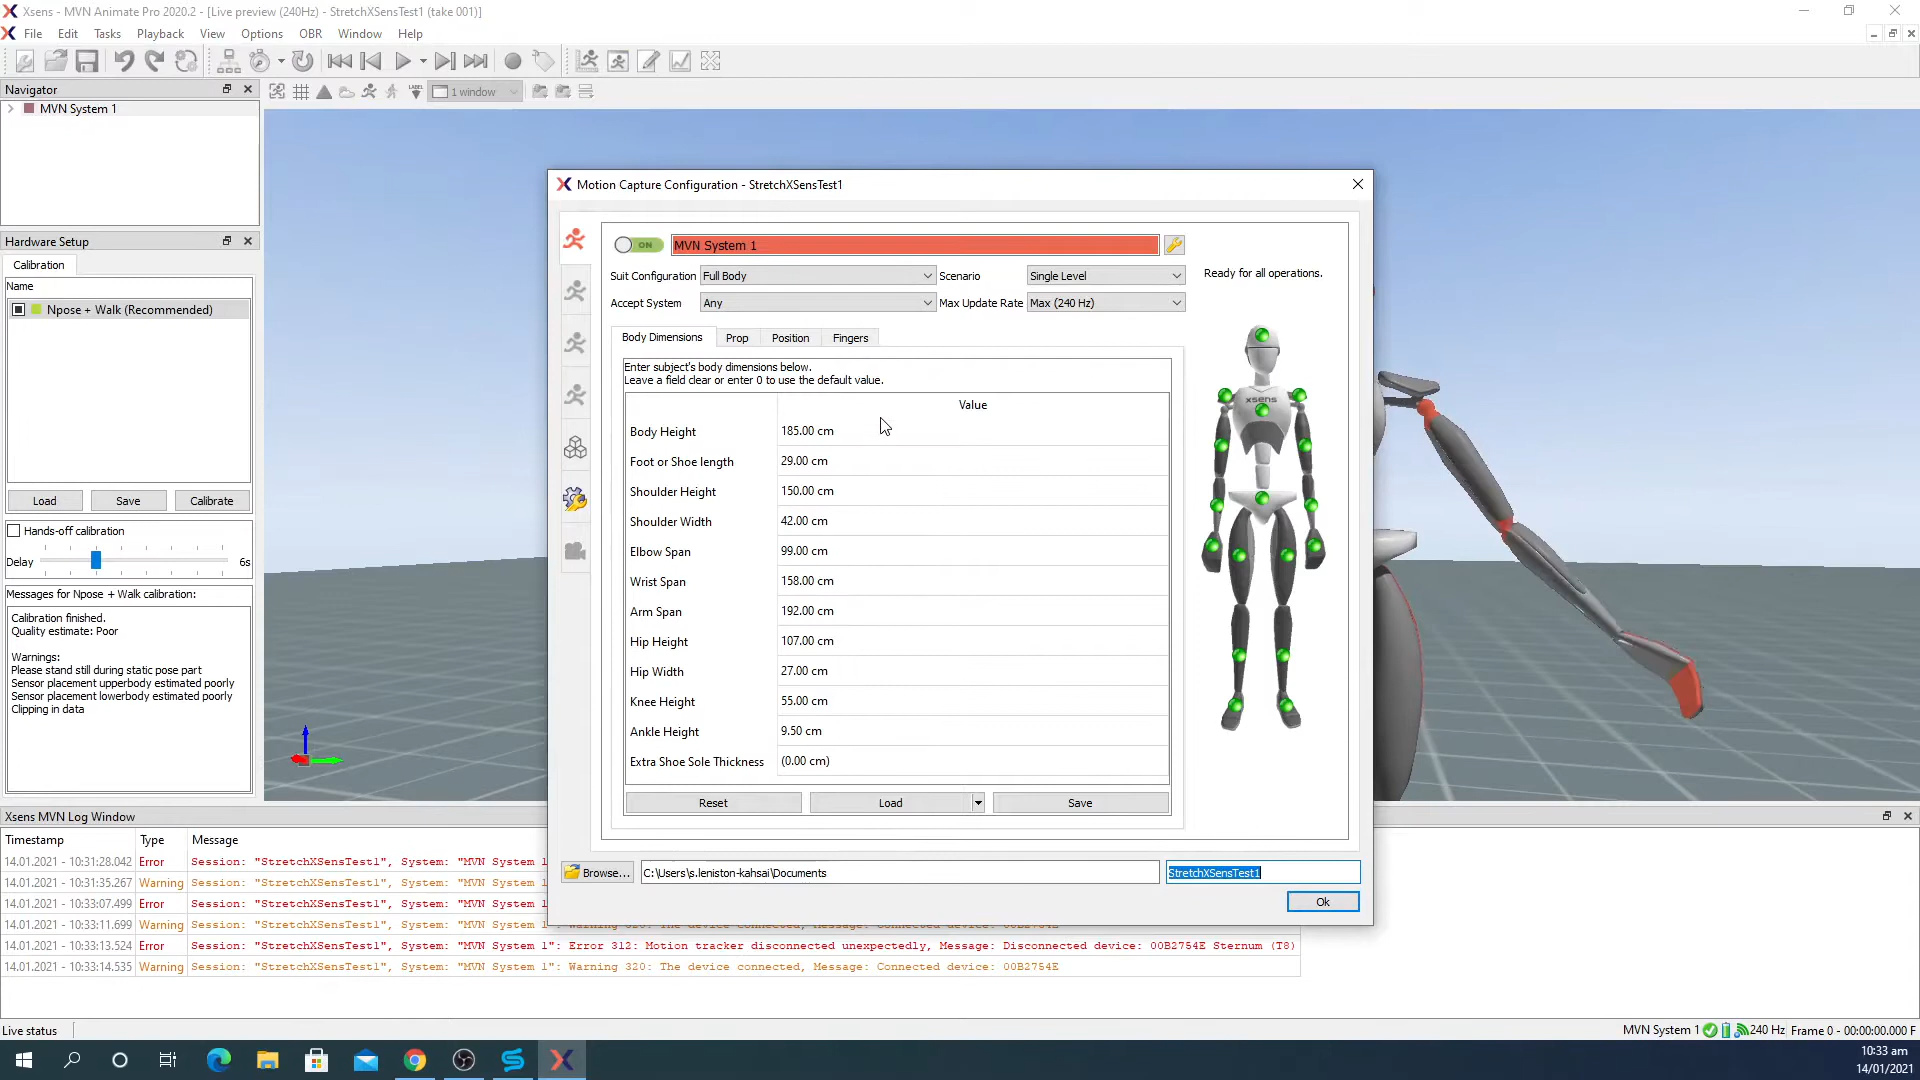 Xsens - MVN Animate Pro 2020.2 - [Live preview (240Hz) - StretchXSensTest1 (take 001)]
File Edit Tasks Playback View Options OBR Window Help
Navigator
LABEL
1 window
MVN System 1
Hardware Setup
Calibration
Name
Npose + Walk (Recommended)
Load Save Calibrate
Hands-off calibration
Delay 6s
Messages for Npose + Walk calibration:
Calibration finished.
Quality estimate: Poor
Warnings:
Please stand still during static pose part
Sensor placement upperbody estimated poorly
Sensor placement lowerbody estimated poorly
Clipping in data
Motion Capture Configuration - StretchXSensTest1
ON MVN System 1
Suit Configuration Full Body Scenario Single Level
Ready for all operations.
Accept System Any Max Update Rate Max (240 Hz)
Body Dimensions Prop Position Fingers
Enter subject's body dimensions below.
Leave a field clear or enter 0 to use the default value.
Value
Body Height 185.00 cm
Foot or Shoe length 29.00 cm
Shoulder Height 150.00 cm
Shoulder Width 42.00 cm
Elbow Span 99.00 cm
Wrist Span 158.00 cm
Arm Span 192.00 cm
Hip Height 107.00 cm
Hip Width 27.00 cm
Knee Height 55.00 cm
Ankle Height 9.50 cm
Extra Shoe Sole Thickness (0.00 cm)
Reset Load Save
xsens
Browse... C:\Users\s.leniston-kahsai\Documents StretchXSensTest1
Ok
Xsens MVN Log Window
Timestamp Type Message
14.01.2021 - 10:31:28.042 Error Session: "StretchXSensTest1", System: "MVN System 1
14.01.2021 - 10:31:35.267 Warning Session: "StretchXSensTest1", System: "MVN System 1
14.01.2021 - 10:33:07.499 Error Session: "StretchXSensTest1", System: "MVN System 1
14.01.2021 - 10:33:11.699 Warning Session: "StretchXSensTest1", System: "MVN System 1": Warning 320: The device connected, Message: Connected device: 00B2754E
14.01.2021 - 10:33:13.524 Error Session: "StretchXSensTest1", System: "MVN System 1": Error 312: Motion tracker disconnected unexpectedly, Message: Disconnected device: 00B2754E Sternum (T8)
14.01.2021 - 10:33:14.535 Warning Session: "StretchXSensTest1", System: "MVN System 1": Warning 320: The device connected, Message: Connected device: 00B2754E
Live status
MVN System 1 240 Hz Frame 0 - 00:00:00.000 F
10:33 am
14/01/2021